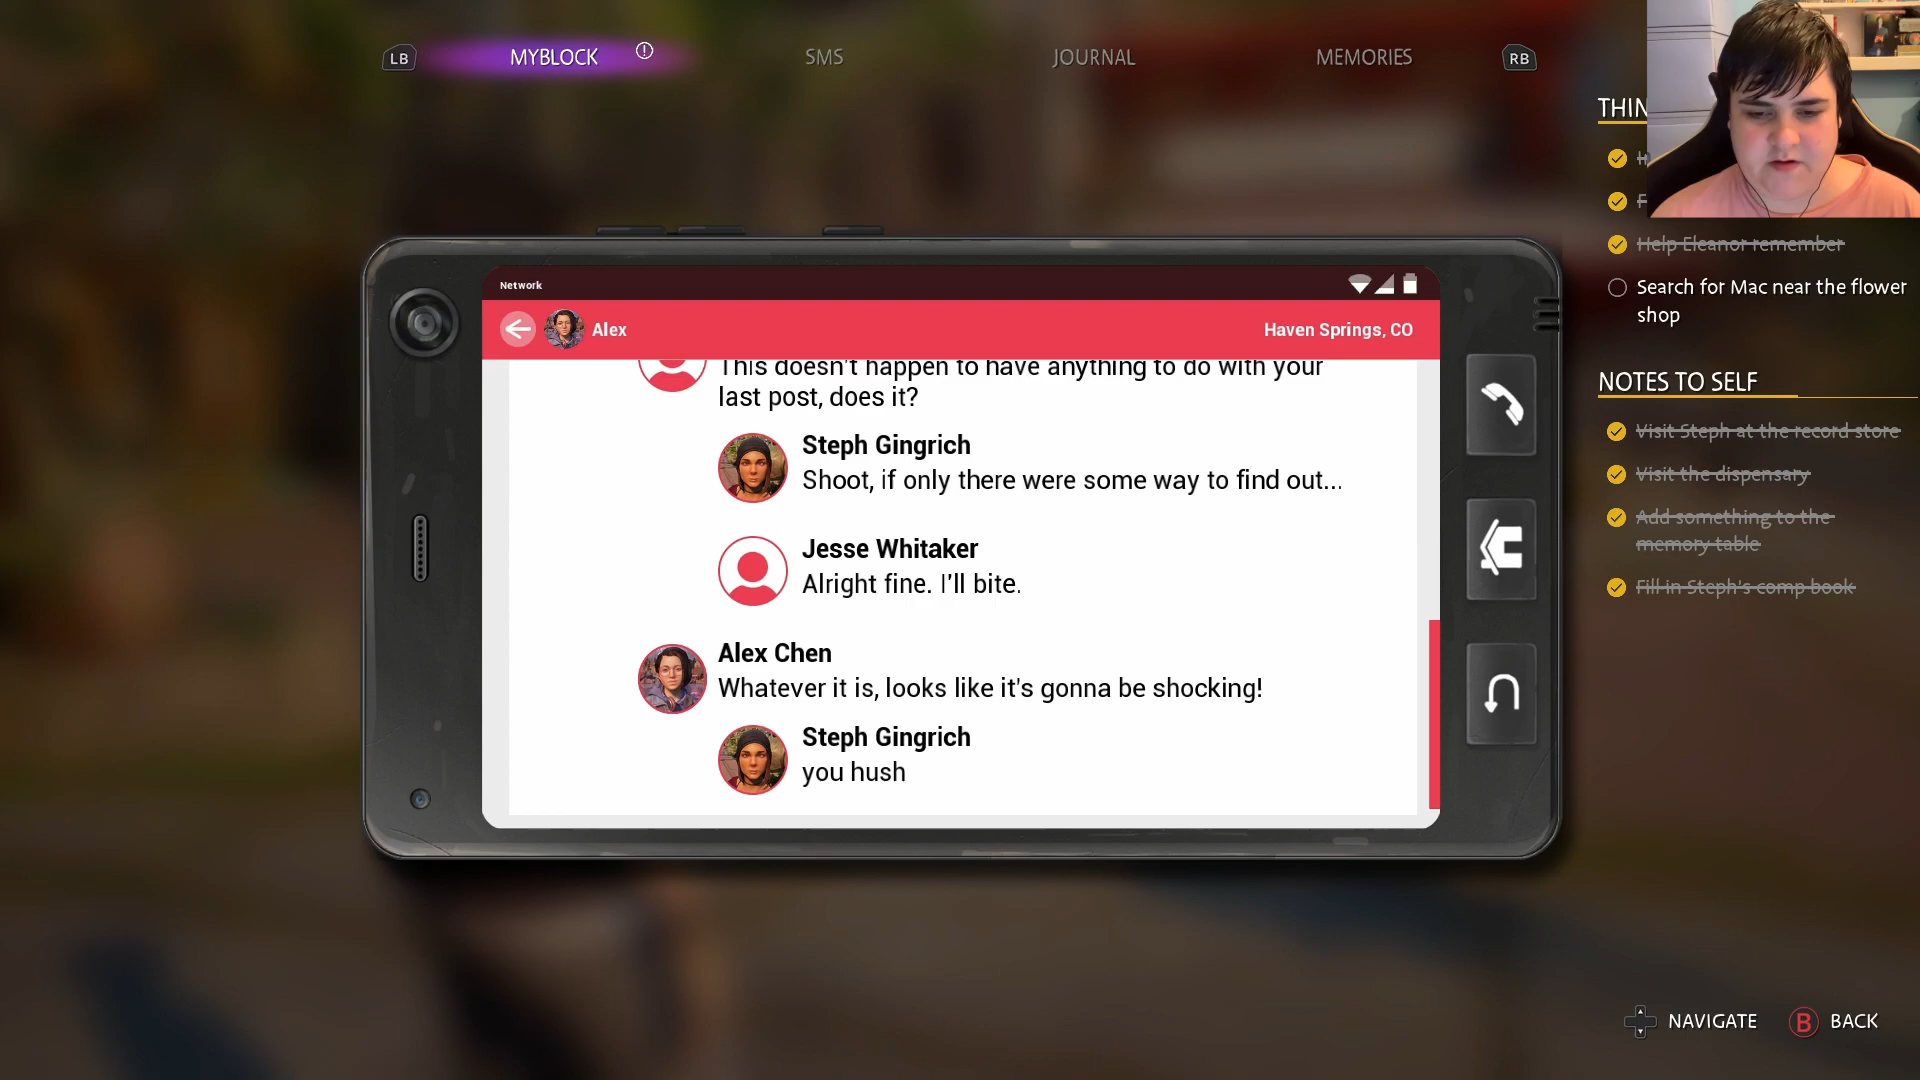 LB
MYBLOCK
SMS
JOURNAL
MEMORIES
RB
Network
Alex
Haven Springs, CO
This doesn't happen to have anything to do with your
last post, does it?
Steph Gingrich
Shoot, if only there were some way to find out...
Jesse Whitaker
Alright fine. I'll bite.
Alex Chen
Whatever it is, looks like it's gonna be shocking!
Steph Gingrich
you hush
Help Eleanor remember
Search for Mac near the flower
shop
NOTES TO SELF
Visit Steph at the record store
Visit the dispensary
Add something to the
memory table
Fill in Steph's comp book
NAVIGATE
B BACK